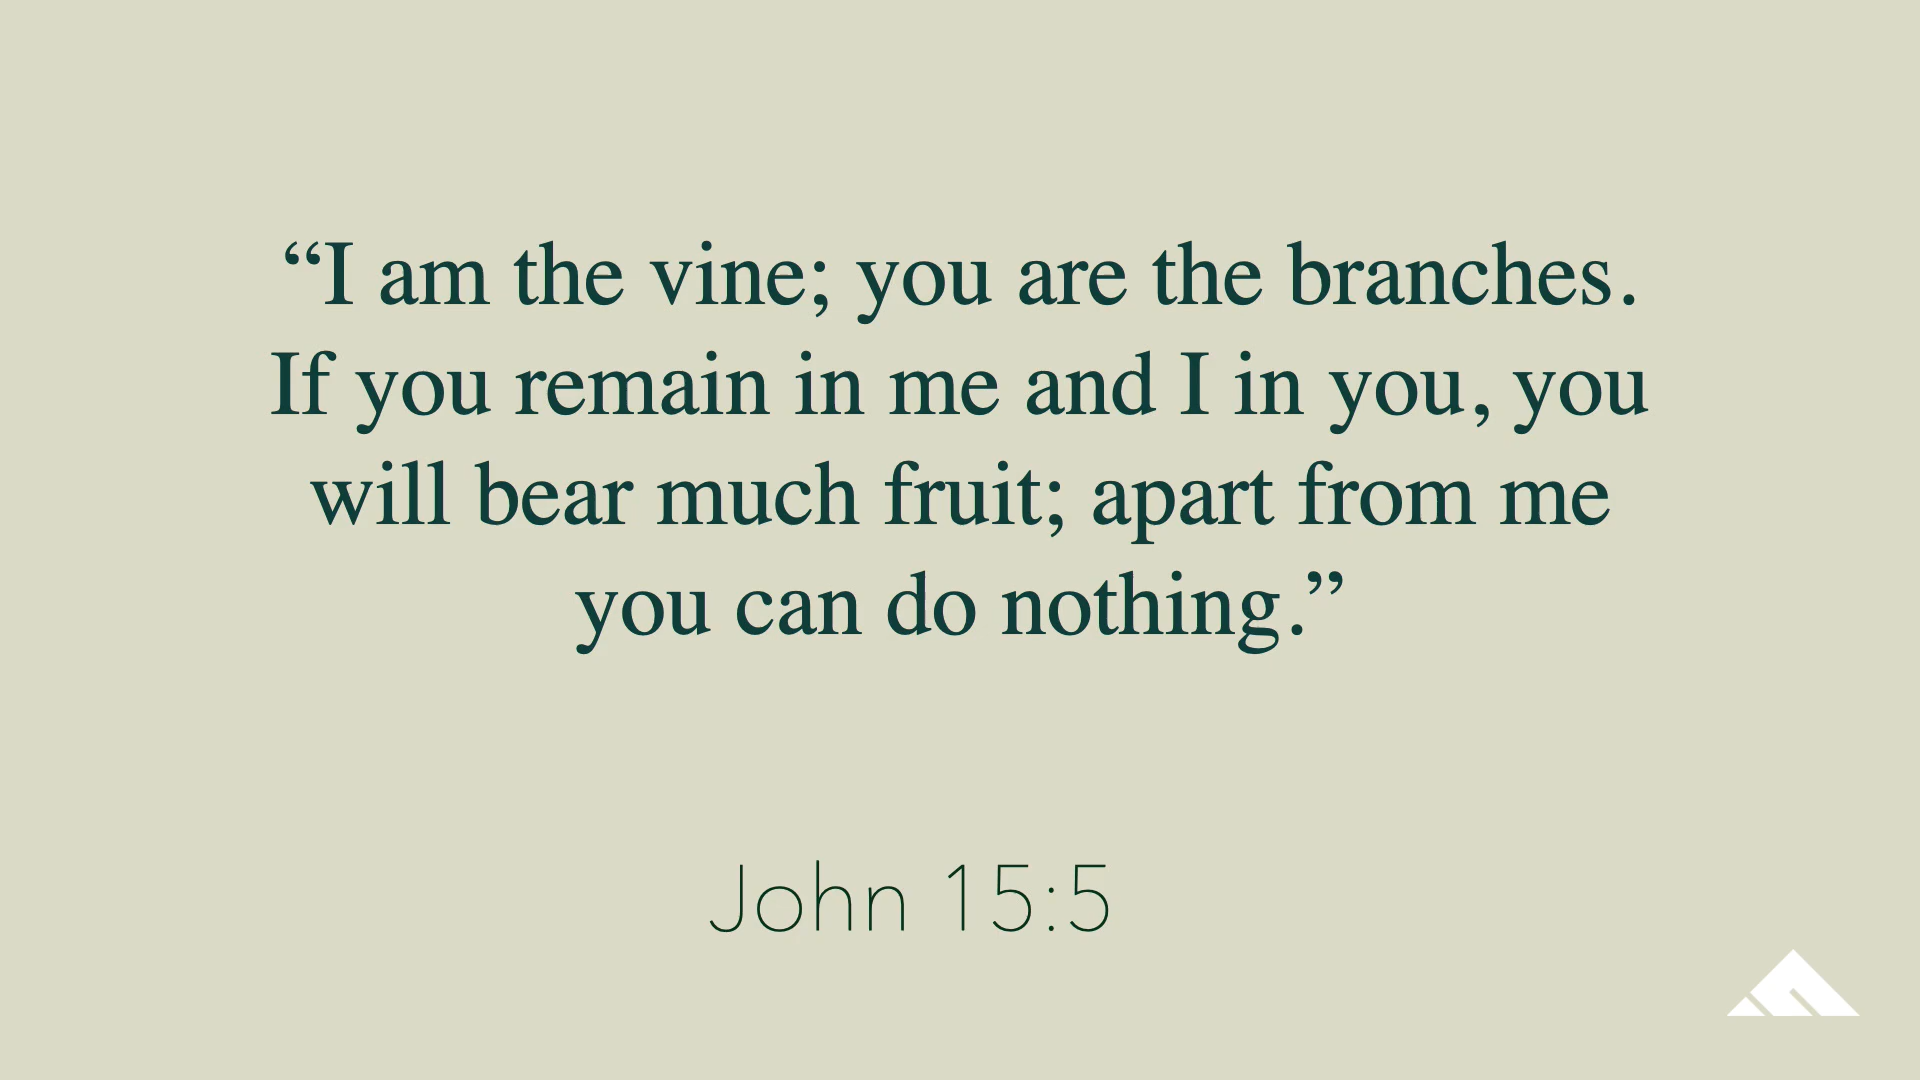 “I am the vine; you are the branches.
If you remain in me and I in you, you
will bear much fruit; apart from me
you can do nothing.”
John 15:5